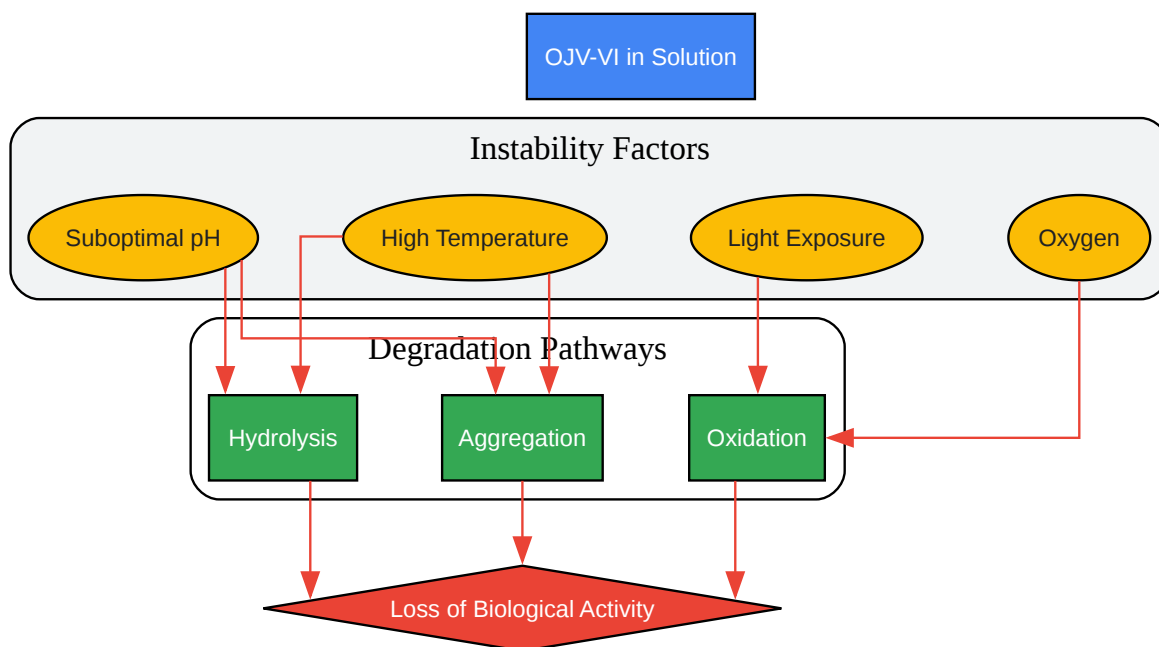 OJV-VI in Solution
Instability Factors
Suboptimal pH
High Temperature
Light Exposure
Oxygen
Degradation Pathways
Hydrolysis
Aggregation
Oxidation
Loss of Biological Activity